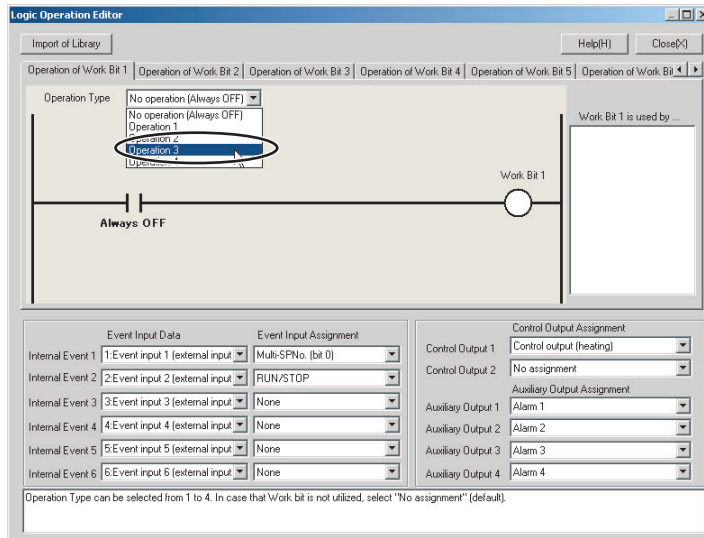 Logic Operation Editor
Import of Library
Help(H)
Close(X)
Operation of Work Bit 1
Operation of Work Bit 2
Operation of Work Bit 3
Operation of Work Bit 4
Operation of Work Bit 5
Operation of Work Bit
Operation Type
No operation (Always OFF)
No operation (Always OFF)
Operation 1
Operation 2
Operation 3
Work Bit 1 is used by ...
Work Bit 1
Always OFF
Event Input Data
Event Input Assignment
Internal Event 1 1:Event input 1 (external input Multi-SPNo. (bit 0)
Internal Event 2 2:Event input 2 (external input RUN/STOP
Internal Event 3 3:Event input 3 (external input None
Internal Event 4 4:Event input 4 (external input None
Internal Event 5 5:Event input 5 (external input None
Internal Event 6 6:Event input 6 (external input None
Control Output Assignment
Control Output 1 Control output (heating)
Control Output 2 No assignment
Auxiliary Output Assignment
Auxiliary Output 1 Alarm 1
Auxiliary Output 2 Alarm 2
Auxiliary Output 3 Alarm 3
Auxiliary Output 4 Alarm 4
Operation Type can be selected from 1 to 4. In case that Work bit is not utilized, select "No assignment" (default).